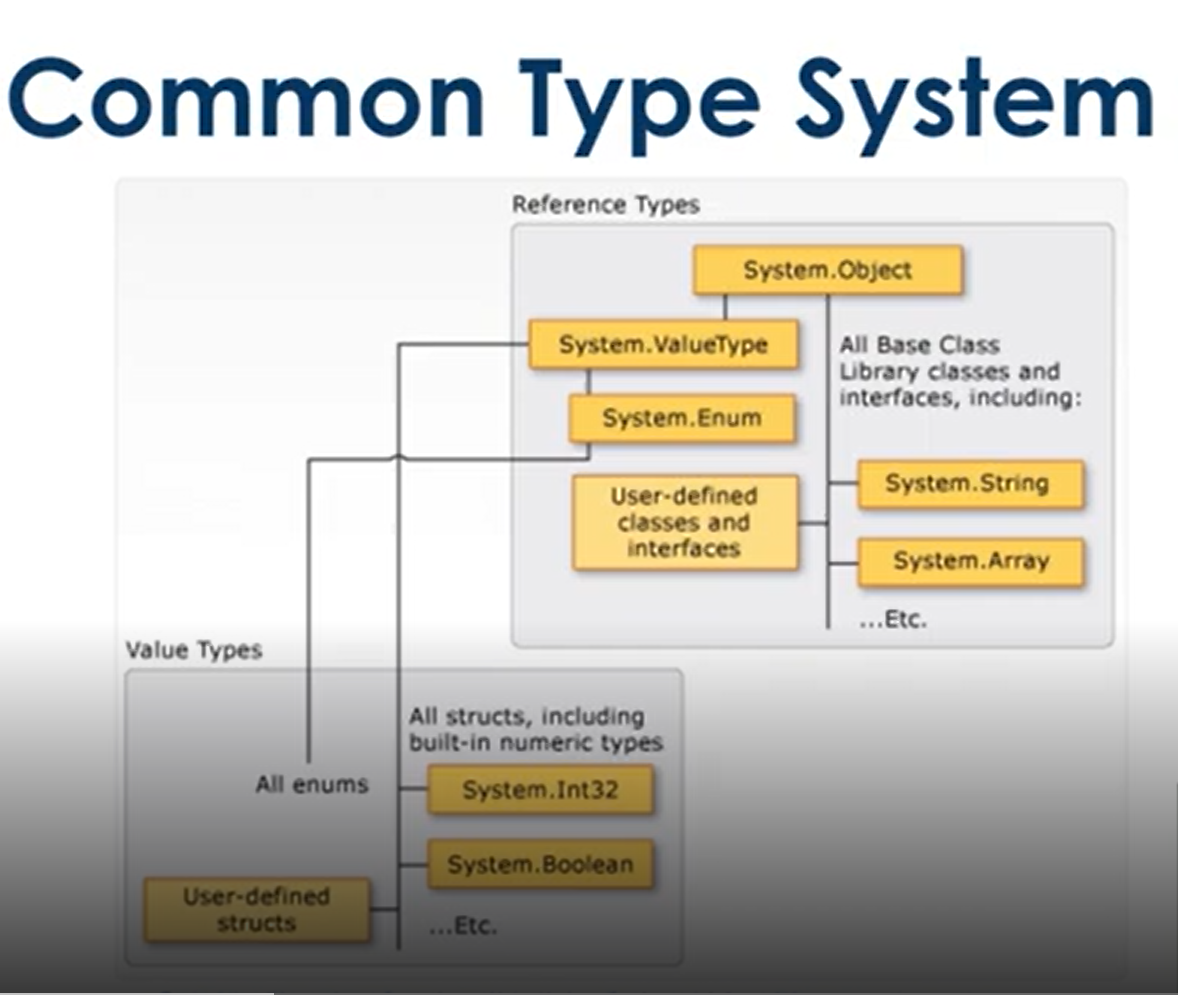 Common Type System
Reference Types
System.Object
System.ValueType
All Base Class
Library classes and
interfaces, including:
System.Enum
System.String
User-defined
classes and
interfaces
System.Array
...Etc.
Value Types
All structs, including
built-in numeric types
All enums
System.Int32
System.Boolean
User-defined
structs
...Etc.